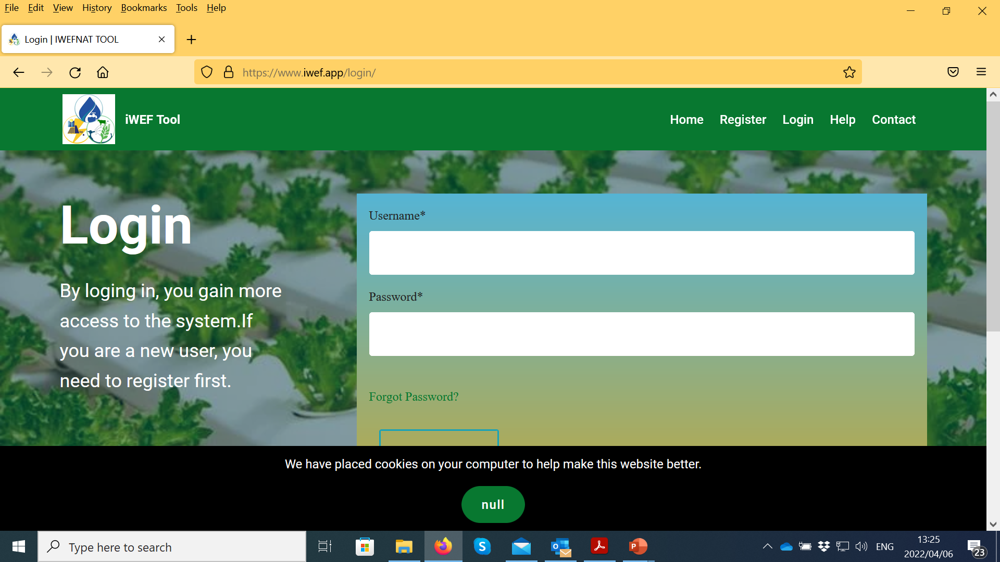 File Edit View History Bookmarks Tools Help
Login | IWEFNAT TOOL
https://www.iwef.app/login/
iWEF Tool
Home Register Login Help Contact
Login
By loging in, you gain more
access to the system.If
you are a new user, you
need to register first.
Username*
Password*
Forgot Password?
We have placed cookies on your computer to help make this website better.
null
Type here to search
ENG
13:25
2022/04/06
23